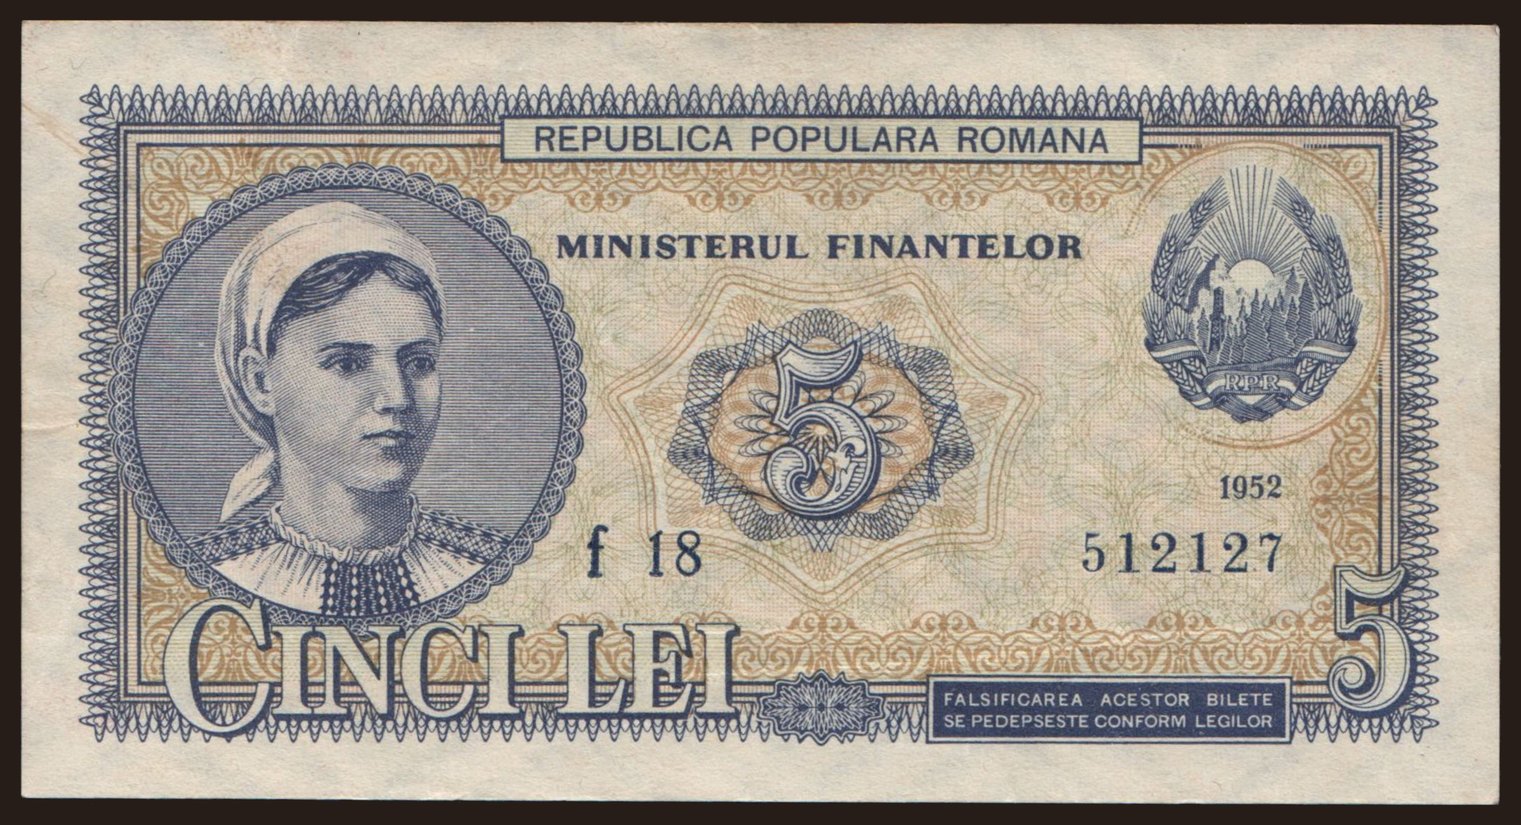 REPUBLICA POPULARA ROMANA
MINISTERUL FINANTELOR
5
RPR
1952
f 18 512127
CINCI LEI
5
FALSIFICAREA ACESTOR BILETE
SE PEDEPSESTE CONFORM LEGILOR